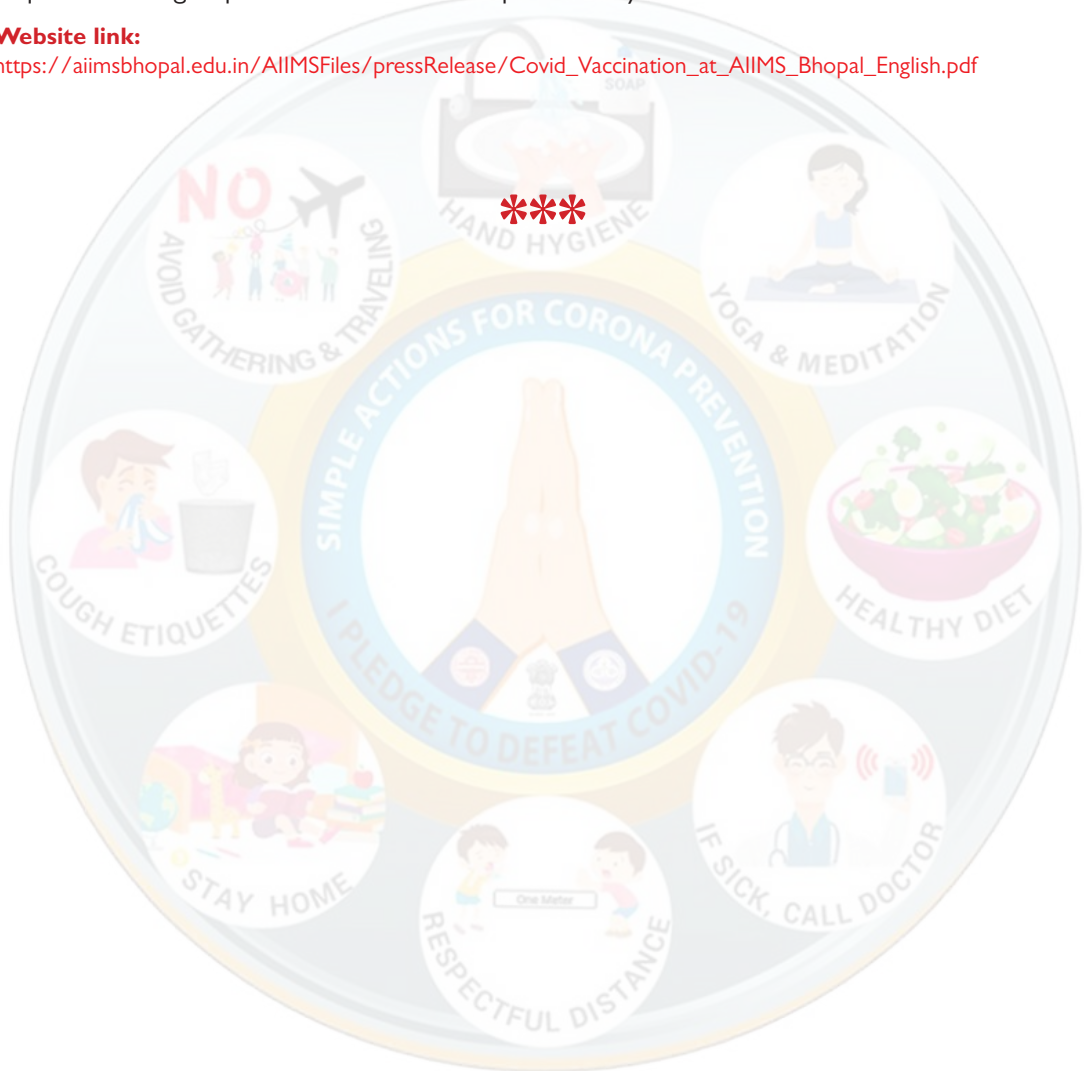 Website link:
https://aiimsbhopal.edu.in/AIIMSFiles/pressRelease/Covid_Vaccination_at_AIIMS_Bhopal_English.pdf
SOAP
NO
***
HAND HYGIENE
AVOID GATHERING & TRAVELING
YOGA & MEDITATION
SIMPLE ACTIONS FOR CORONA PREVENTION
COUGH ETIQUETTES
HEALTHY DIET
I PLEDGE TO DEFEAT COVID-19
STAY HOME
IF SICK, CALL DOCTOR
One Meter
RESPECTFUL DISTANCE